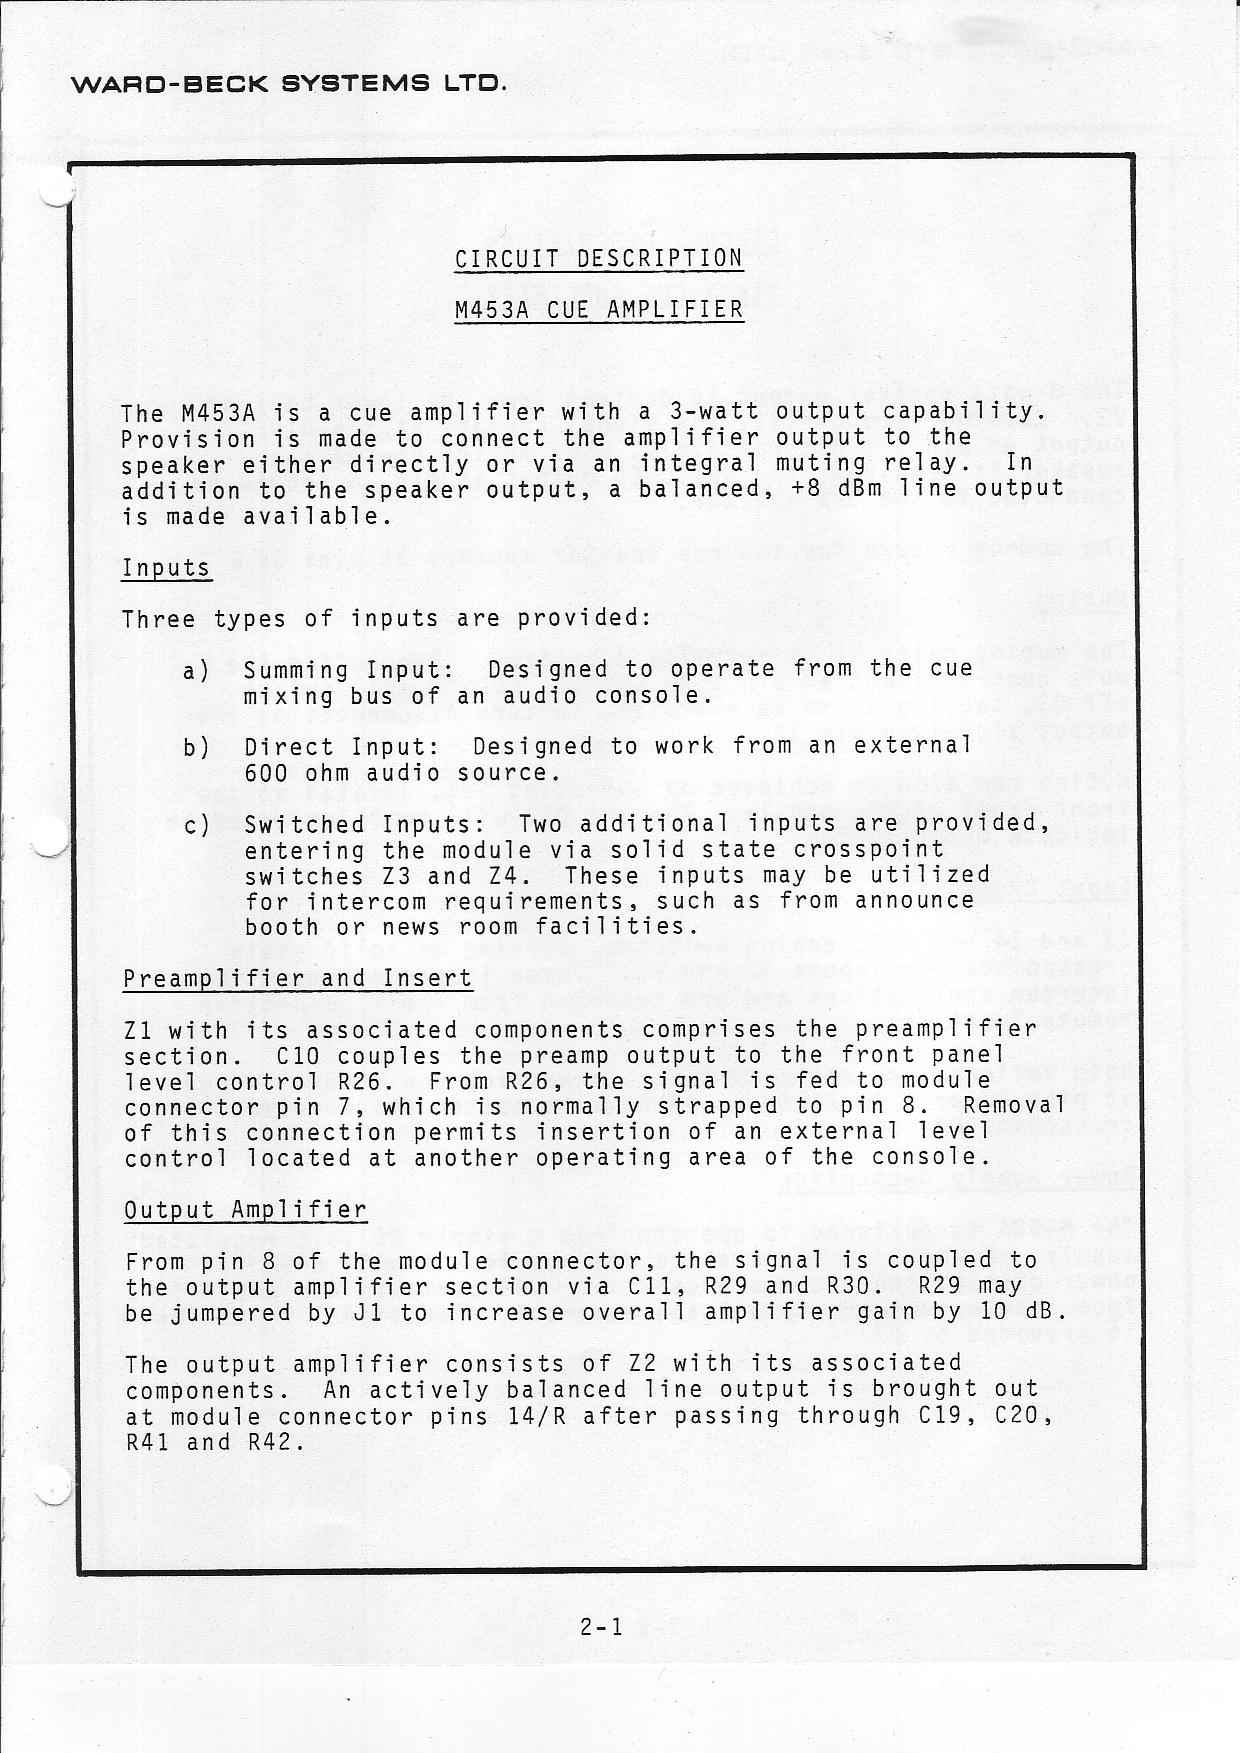 WARD-BECK SYSTEMS LTD.
CIRCUIT DESCRIPTION
M453A CUE AMPLIFIER
The M453A is a cue amplifier with a 3-watt output capability.
Provision is made to connect the amplifier output to the
speaker either directly or via an integral muting relay. In
addition to the speaker output, a balanced, +8 dBm line output
is made available.
Inputs
Three types of inputs are provided:
a) Summing Input: Designed to operate from the cue
mixing bus of an audio console.
b) Direct Input: Designed to work from an external
600 ohm audio source.
c) Switched Inputs: Two additional inputs are provided,
entering the module via solid state crosspoint
switches Z3 and Z4. These inputs may be utilized
for intercom requirements, such as from announce
booth or news room facilities.
Preamplifier and Insert
Z1 with its associated components comprises the preamplifier
section. C10 couples the preamp output to the front panel
level control R26. From R26, the signal is fed to module
connector pin 7, which is normally strapped to pin 8. Removal
of this connection permits insertion of an external level
control located at another operating area of the console.
Output Amplifier
From pin 8 of the module connector, the signal is coupled to
the output amplifier section via C11, R29 and R30. R29 may
be jumpered by J1 to increase overall amplifier gain by 10 dB.
The output amplifier consists of Z2 with its associated
components. An actively balanced line output is brought out
at module connector pins 14/R after passing through C19, C20,
R41 and R42.
2-1